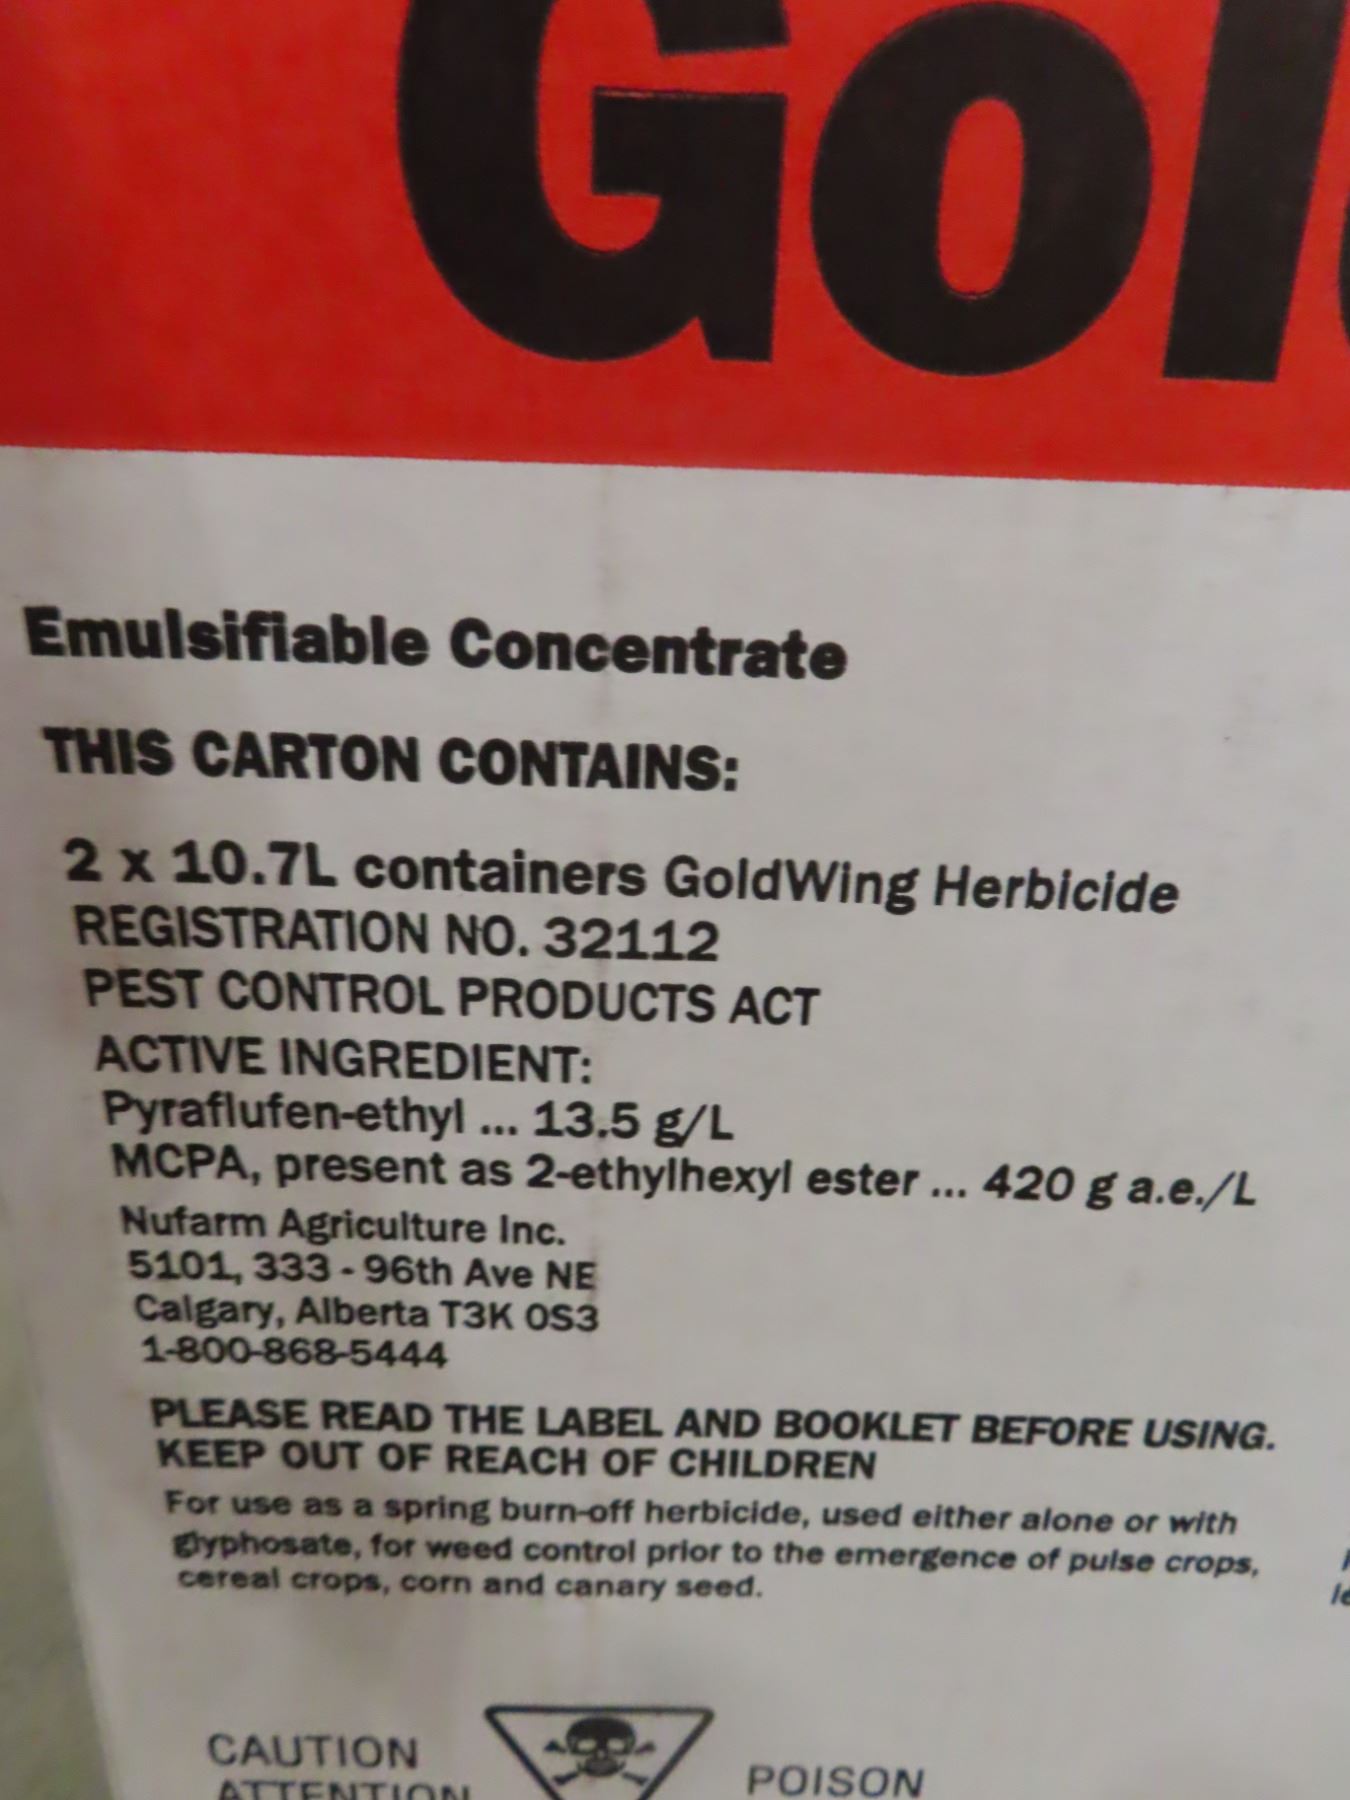 Gol
Emulsifiable Concentrate
THIS CARTON CONTAINS:
2 x 10.7L containers GoldWing Herbicide
REGISTRATION NO. 32112
PEST CONTROL PRODUCTS ACT
ACTIVE INGREDIENT:
Pyraflufen-ethyl ... 13.5 g/L
MCPA, present as 2-ethylhexyl ester ... 420 g a.e./L
Nufarm Agriculture Inc.
5101, 333 - 96th Ave NE
Calgary, Alberta T3K 0S3
1-800-868-5444
PLEASE READ THE LABEL AND BOOKLET BEFORE USING.
KEEP OUT OF REACH OF CHILDREN
For use as a spring burn-off herbicide, used either alone or with
glyphosate, for weed control prior to the emergence of pulse crops,
cereal crops, corn and canary seed.
CAUTION
POISON
ATTENTION